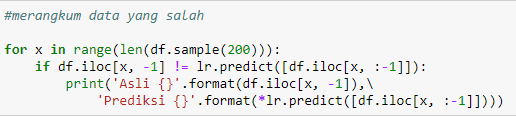 #merangkum data yang salah
for x in range(len(df.sample(200))):
    if df.iloc[x, -1] != lr.predict([df.iloc[x, :-1]]):
        print('Asli {}'.format(df.iloc[x, -1]),\
            'Prediksi {}'.format(*lr.predict([df.iloc[x, :-1]])))